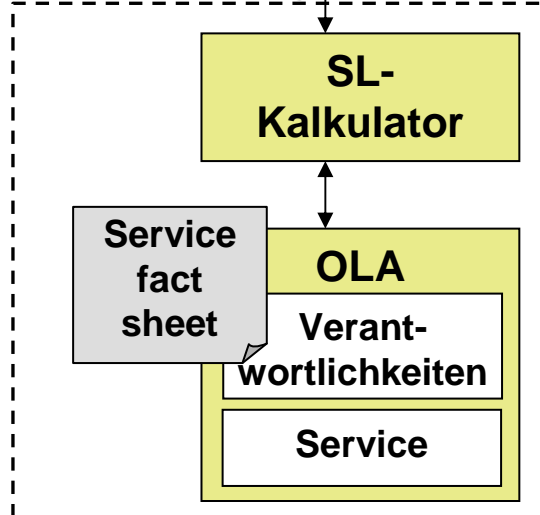 SL-
Kalkulator
Service
fact
sheet
OLA
Verant-
wortlichkeiten
Service